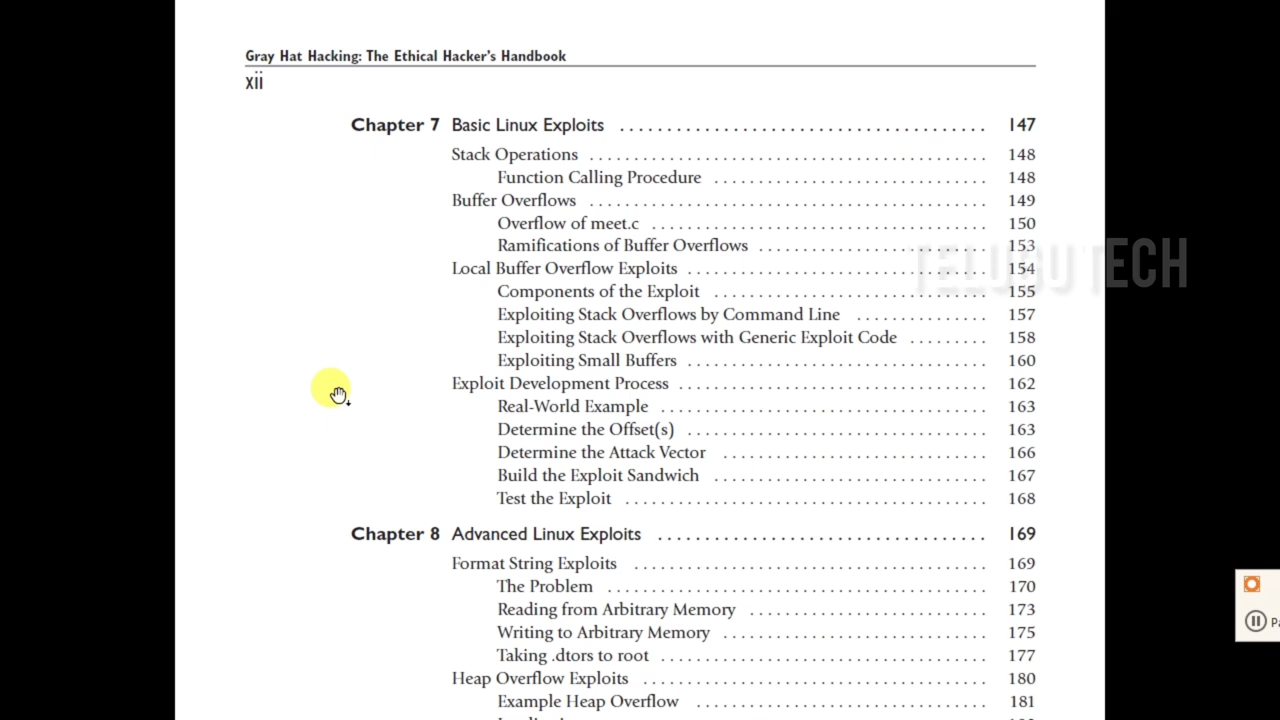 Gray Hat Hacking: The Ethical Hacker's Handbook
xii
Chapter 7 Basic Linux Exploits . . . . . . . . . . . . . . . . . . . . . . . . . . . . . . . . . . . . . . . 147
Stack Operations . . . . . . . . . . . . . . . . . . . . . . . . . . . . . . . . . . . . . . . . . . . 148
Function Calling Procedure . . . . . . . . . . . . . . . . . . . . . . . . . . . . . . 148
Buffer Overflows . . . . . . . . . . . . . . . . . . . . . . . . . . . . . . . . . . . . . . . . . . . 149
Overflow of meet.c . . . . . . . . . . . . . . . . . . . . . . . . . . . . . . . . . . . . 150
Ramifications of Buffer Overflows . . . . . . . . . . . . . . . . . . . . . . . . . 153
TELUGU TECH
Local Buffer Overflow Exploits . . . . . . . . . . . . . . . . . . . . . . . . . . . . . . . . . 154
Components of the Exploit . . . . . . . . . . . . . . . . . . . . . . . . . . . . . . 155
Exploiting Stack Overflows by Command Line . . . . . . . . . . . . . . 157
Exploiting Stack Overflows with Generic Exploit Code . . . . . . . . . 158
Exploiting Small Buffers . . . . . . . . . . . . . . . . . . . . . . . . . . . . . . . . . 160
Exploit Development Process . . . . . . . . . . . . . . . . . . . . . . . . . . . . . . . . . . 162
Real-World Example . . . . . . . . . . . . . . . . . . . . . . . . . . . . . . . . . . . 163
Determine the Offset(s) . . . . . . . . . . . . . . . . . . . . . . . . . . . . . . . . . 163
Determine the Attack Vector . . . . . . . . . . . . . . . . . . . . . . . . . . . . . 166
Build the Exploit Sandwich . . . . . . . . . . . . . . . . . . . . . . . . . . . . . . 167
Test the Exploit . . . . . . . . . . . . . . . . . . . . . . . . . . . . . . . . . . . . . . . 168
Chapter 8 Advanced Linux Exploits . . . . . . . . . . . . . . . . . . . . . . . . . . . . . . . . . . . 169
Format String Exploits . . . . . . . . . . . . . . . . . . . . . . . . . . . . . . . . . . . . . . 169
The Problem . . . . . . . . . . . . . . . . . . . . . . . . . . . . . . . . . . . . . . . . . 170
Reading from Arbitrary Memory . . . . . . . . . . . . . . . . . . . . . . . . . . 173
Writing to Arbitrary Memory . . . . . . . . . . . . . . . . . . . . . . . . . . . . . 175
Taking .dtors to root . . . . . . . . . . . . . . . . . . . . . . . . . . . . . . . . . . . 177
Heap Overflow Exploits . . . . . . . . . . . . . . . . . . . . . . . . . . . . . . . . . . . . . 180
Example Heap Overflow . . . . . . . . . . . . . . . . . . . . . . . . . . . . . . . . 181